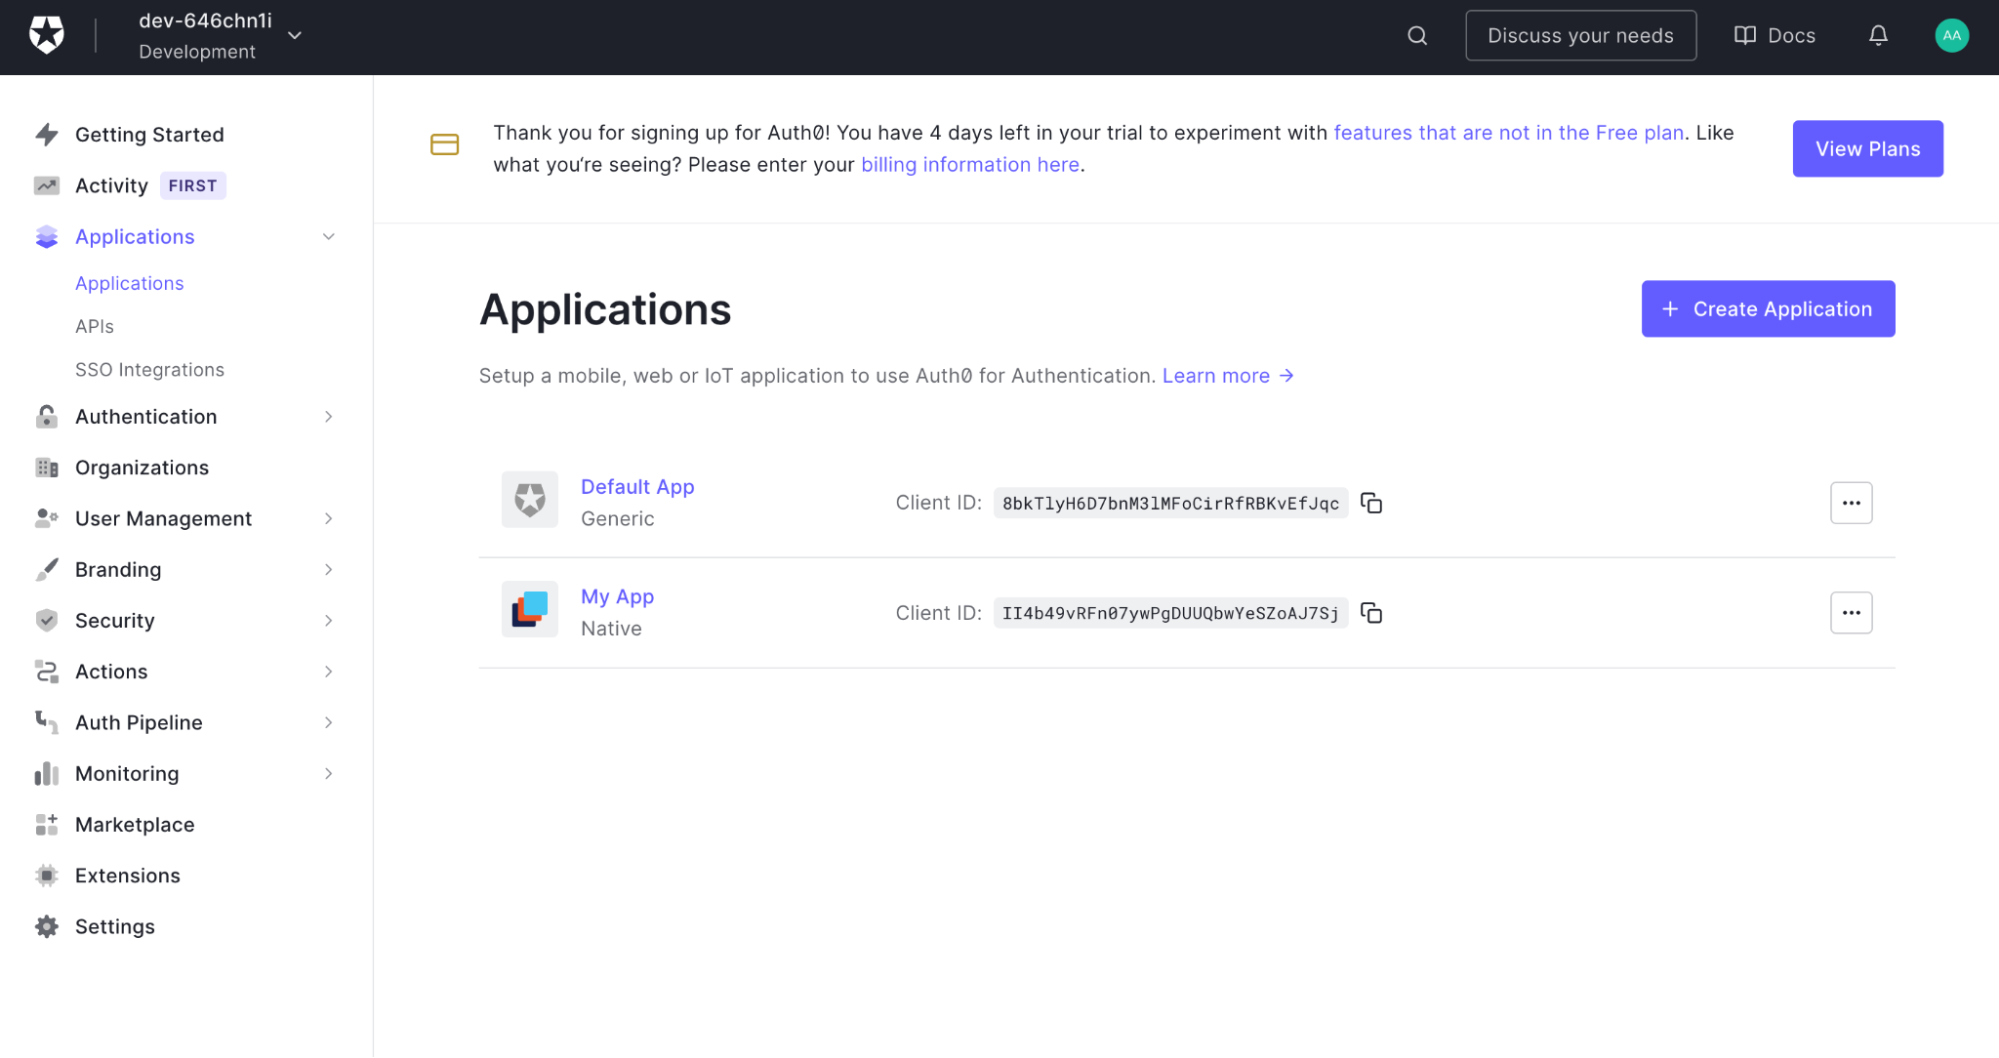 dev-646chn1i
Development
Discuss your needs
Docs
AA
Getting Started
Activity FIRST
Applications
Applications
APIs
SSO Integrations
Authentication
Organizations
User Management
Branding
Security
Actions
Auth Pipeline
Monitoring
Marketplace
Extensions
Settings
Thank you for signing up for Auth0! You have 4 days left in your trial to experiment with features that are not in the Free plan. Like
what you‘re seeing? Please enter your billing information here.
View Plans
Applications
+ Create Application
Setup a mobile, web or IoT application to use Auth0 for Authentication. Learn more →
Default App
Generic
Client ID: 8bkTlyH6D7bnM3lMFoCirRfRBKvEfJqc
My App
Native
Client ID: II4b49vRFn07ywPgDUUQbwYeSZoAJ7Sj